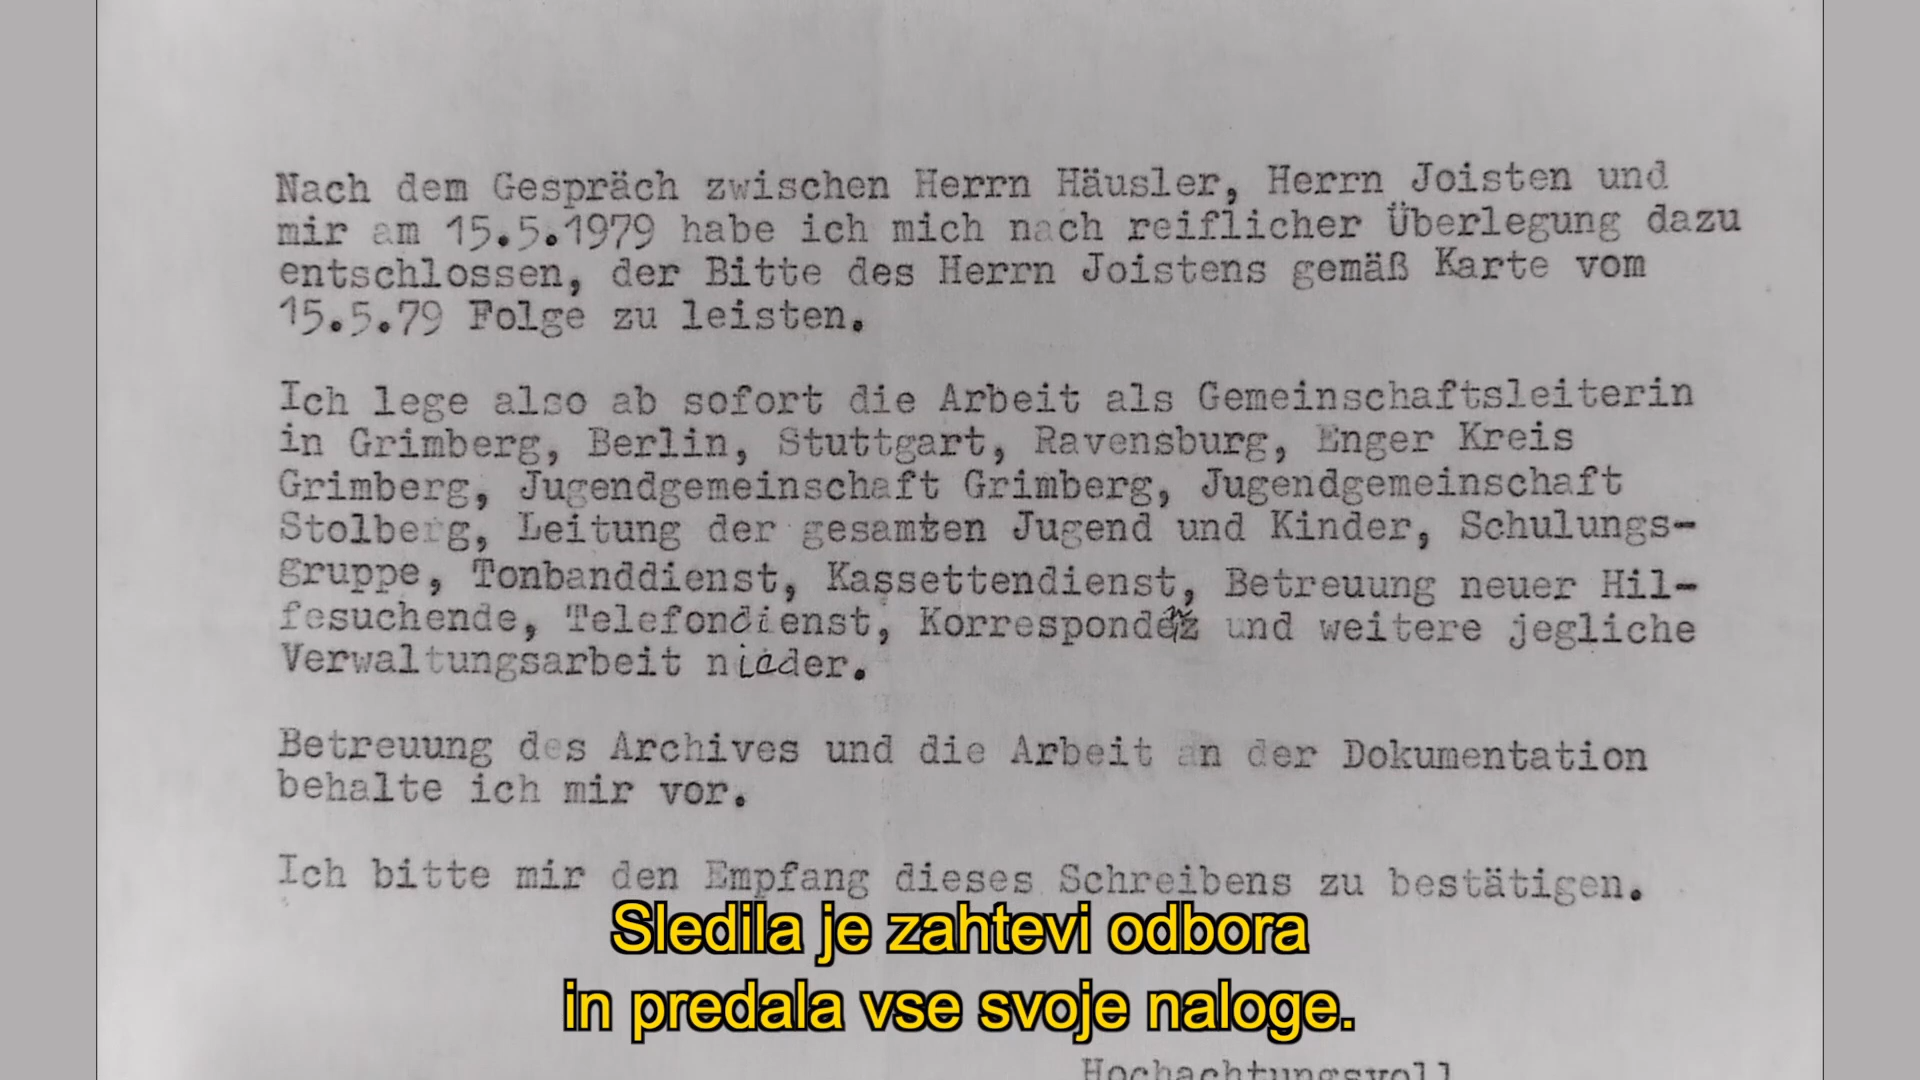 Nach dem Gespräch zwischen Herrn Häusler, Herrn Joisten und
mir am 15.5.1979 habe ich mich nach reiflicher Überlegung dazu
entschlossen, der Bitte des Herrn Joistens gemäß Karte vom
15.5.79 Folge zu leisten.
Ich lege also ab sofort die Arbeit als Gemeinschaftsleiterin
in Grimberg, Berlin, Stuttgart, Ravensburg, Enger Kreis
Grimberg, Jugendgemeinschaft Grimberg, Jugendgemeinschaft
Stolberg, Leitung der gesamten Jugend und Kinder, Schulungs-
gruppe, Tonbanddienst, Kassettendienst, Betreuung neuer Hil-
fesuchende, Telefondienst, Korrespondenz und weitere jegliche
Verwaltungsarbeit nieder.
Betreuung des Archives und die Arbeit an der Dokumentation
behalte ich mir vor.
Ich bitte mir den Empfang dieses Schreibens zu bestätigen.
Sledila je zahtevi odbora
in predala vse svoje naloge.
Hochachtungsvoll